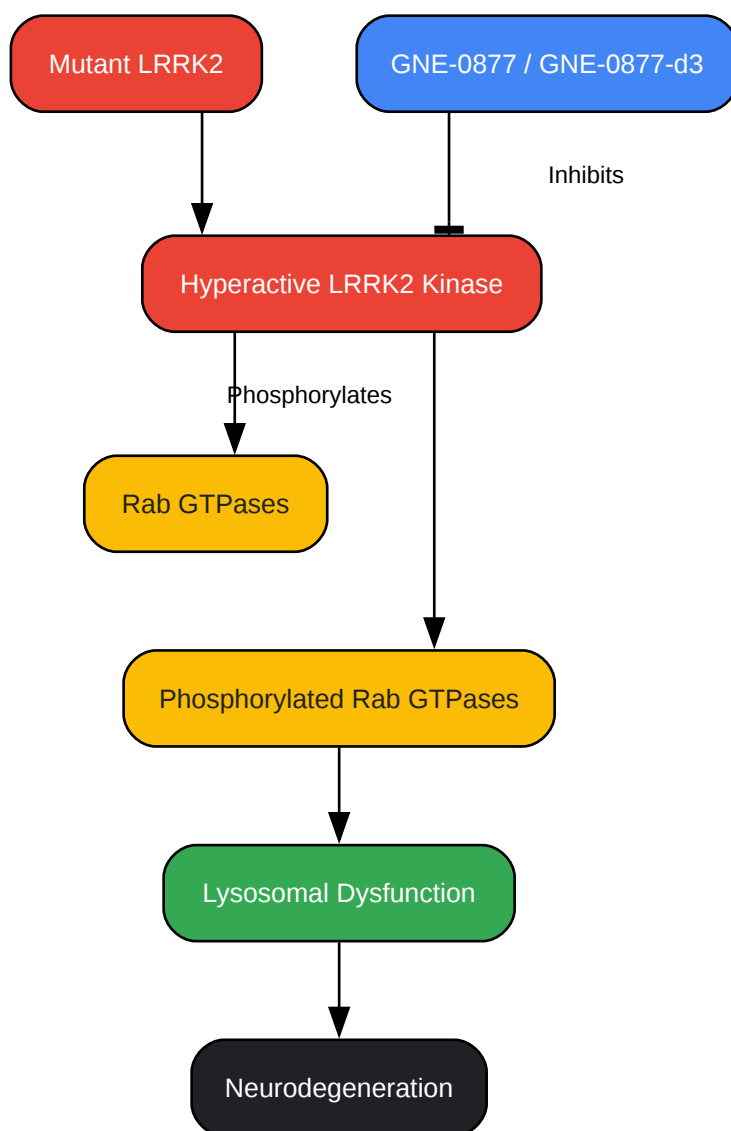 Mutant LRRK2
GNE-0877 / GNE-0877-d3
Inhibits
Hyperactive LRRK2 Kinase
Phosphorylates
Rab GTPases
Phosphorylated Rab GTPases
Lysosomal Dysfunction
Neurodegeneration